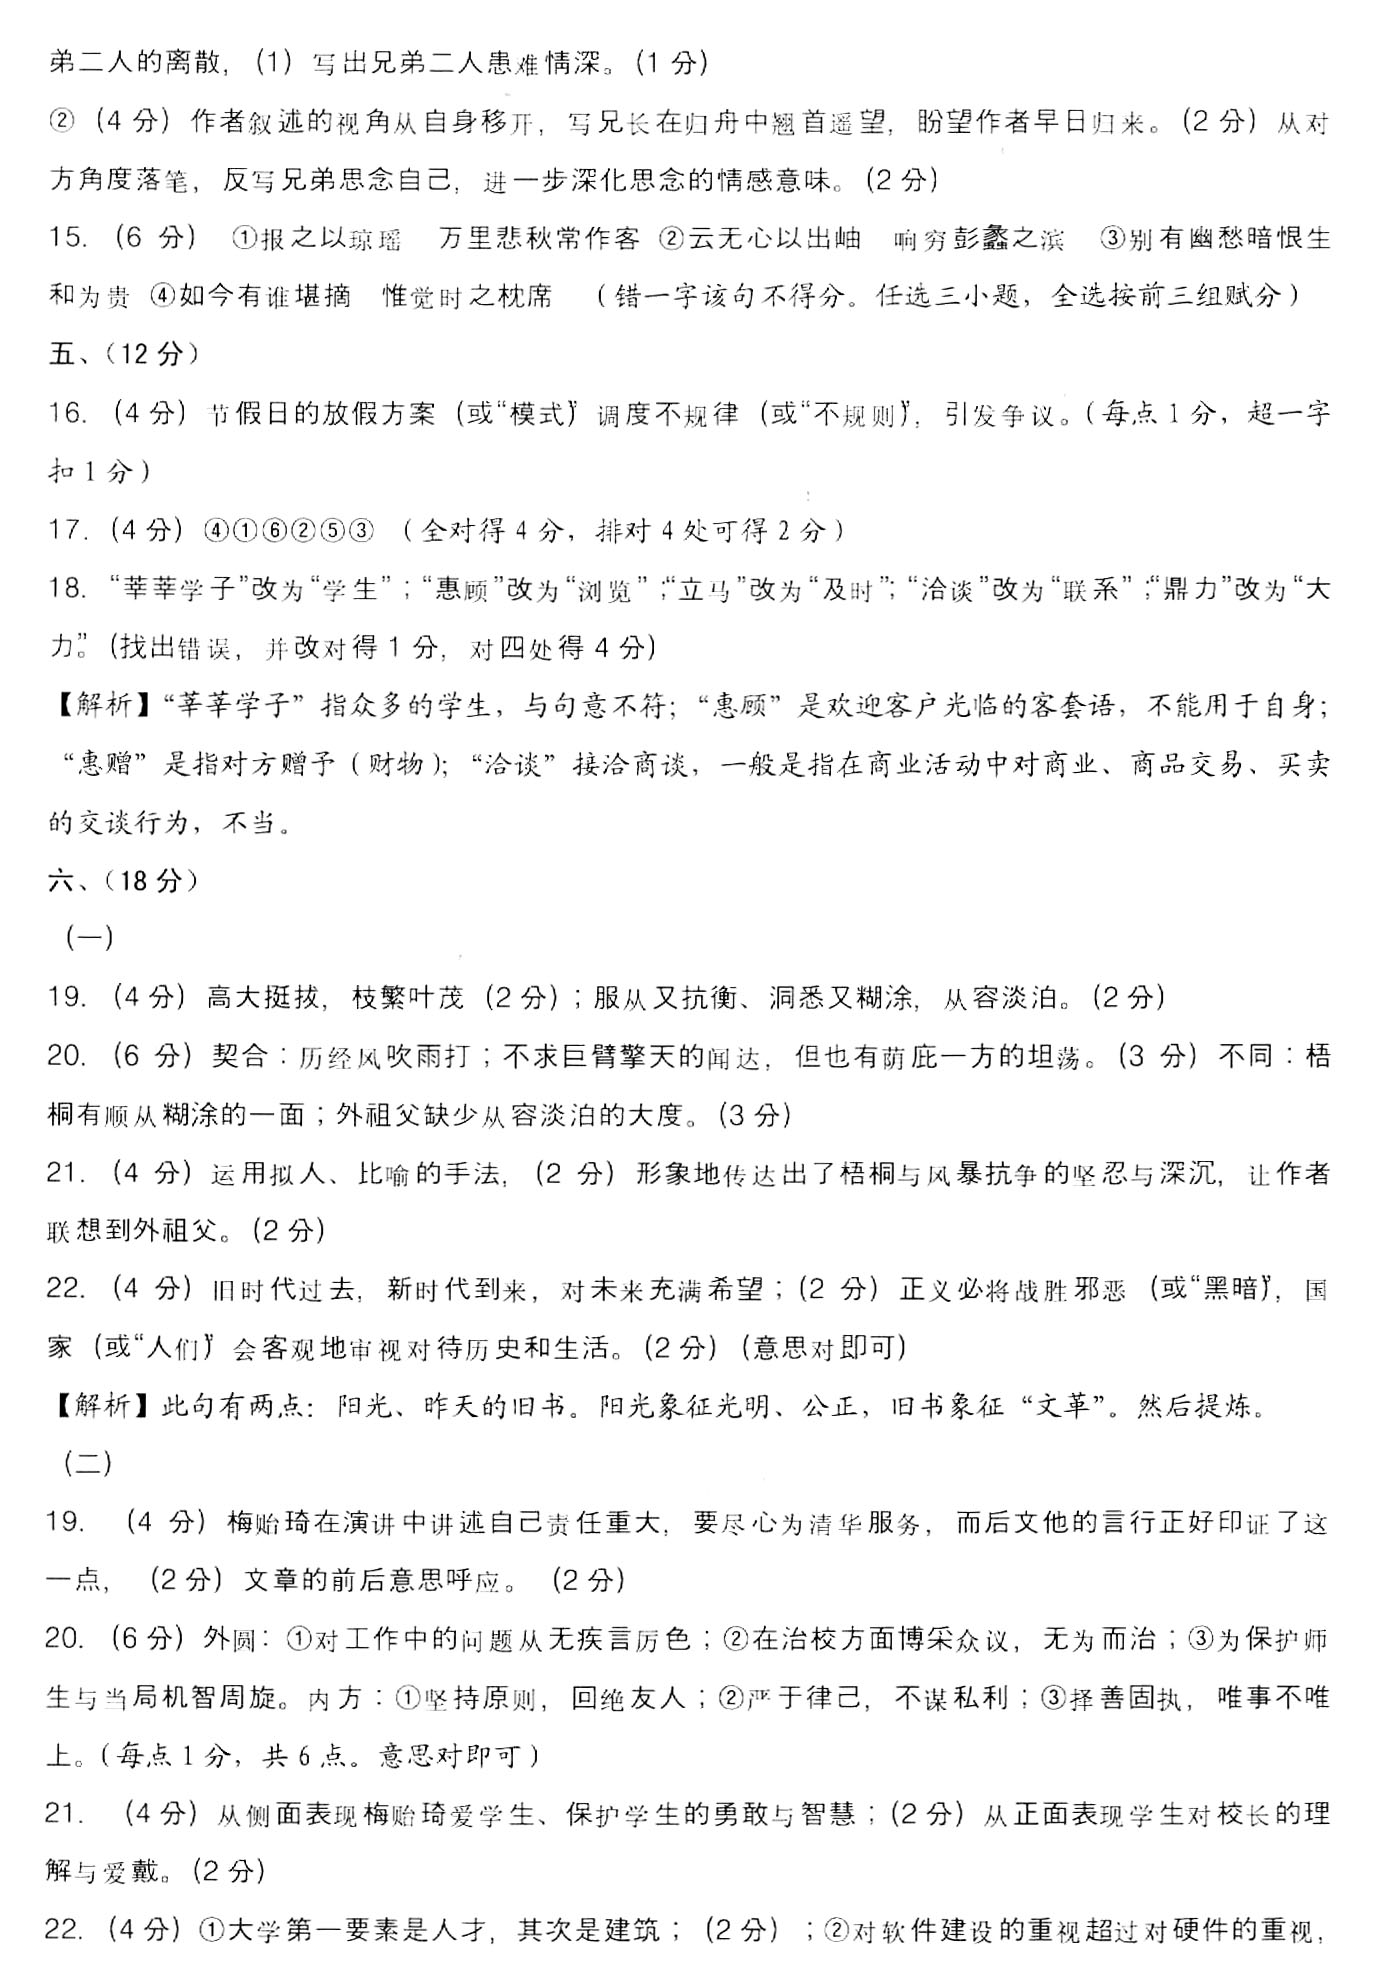 弟二人的离散，(1）写出兄弟二人患难情深。(1 分）
②（4 分）作者叙述的视角从自身移开，写兄长在归舟中翘首遥望，盼望作者早日归来。(2 分）从对
方角度落笔，反写兄弟思念自己，进一步深化思念的情感意味。(2 分）
15.（6 分） ①报之以琼瑶 万里悲秋常作客 ②云无心以出岫 响穷彭蠡之滨 ③别有幽愁暗恨生
和为贵 ④如今有谁堪摘 惟觉时之枕席 （错一字该句不得分。任选三小题，全选按前三组赋分）
五、（12 分）
16.（4 分）节假日的放假方案（或“模式”）调度不规律（或“不规则”），引发争议。（每点 1 分，超一字
扣 1 分）
17.（4 分）④①⑥②⑤③ （全对得 4 分，排对 4 处可得 2 分）
18. “莘莘学子”改为“学生”；“惠顾”改为“浏览”；“立马”改为“及时”；“洽谈”改为“联系”；“鼎力”改为“大
力”。(找出错误，并改对得 1 分，对四处得 4 分）
【解析】“莘莘学子”指众多的学生，与句意不符；“惠顾”是欢迎客户光临的客套语，不能用于自身；
“惠赠”是指对方赠予（财物）；“洽谈”接洽商谈，一般是指在商业活动中对商业、商品交易、买卖
的交谈行为，不当。
六、（18 分）
（一）
19.（4 分）高大挺拔，枝繁叶茂（2 分）；服从又抗衡、洞悉又糊涂，从容淡泊。(2 分）
20.（6 分）契合：历经风吹雨打；不求巨臂擎天的闻达，但也有荫庇一方的坦荡。(3 分）不同：梧
桐有顺从糊涂的一面；外祖父缺少从容淡泊的大度。(3 分）
21.（4 分）运用拟人、比喻的手法，(2 分）形象地传达出了梧桐与风暴抗争的坚忍与深沉，让作者
联想到外祖父。(2 分）
22.（4 分）旧时代过去，新时代到来，对未来充满希望；(2 分）正义必将战胜邪恶（或“黑暗”），国
家（或“人们”）会客观地审视对待历史和生活。(2 分）(意思对即可）
【解析】此句有两点：阳光、昨天的旧书。阳光象征光明、公正，旧书象征“文革”。然后提炼。
（二）
19. （4 分）梅贻琦在演讲中讲述自己责任重大，要尽心为清华服务，而后文他的言行正好印证了这
一点，（2 分）文章的前后意思呼应。（2 分）
20.（6 分）外圆：①对工作中的问题从无疾言厉色；②在治校方面博采众议，无为而治；③为保护师
生与当局机智周旋。内方：①坚持原则，回绝友人；②严于律己，不谋私利；③择善固执，唯事不唯
上。（每点 1 分，共 6 点。意思对即可）
21. （4 分）从侧面表现梅贻琦爱学生、保护学生的勇敢与智慧；(2 分）从正面表现学生对校长的理
解与爱戴。(2 分）
22.（4 分）①大学第一要素是人才，其次是建筑；(2 分）；②对软件建设的重视超过对硬件的重视，